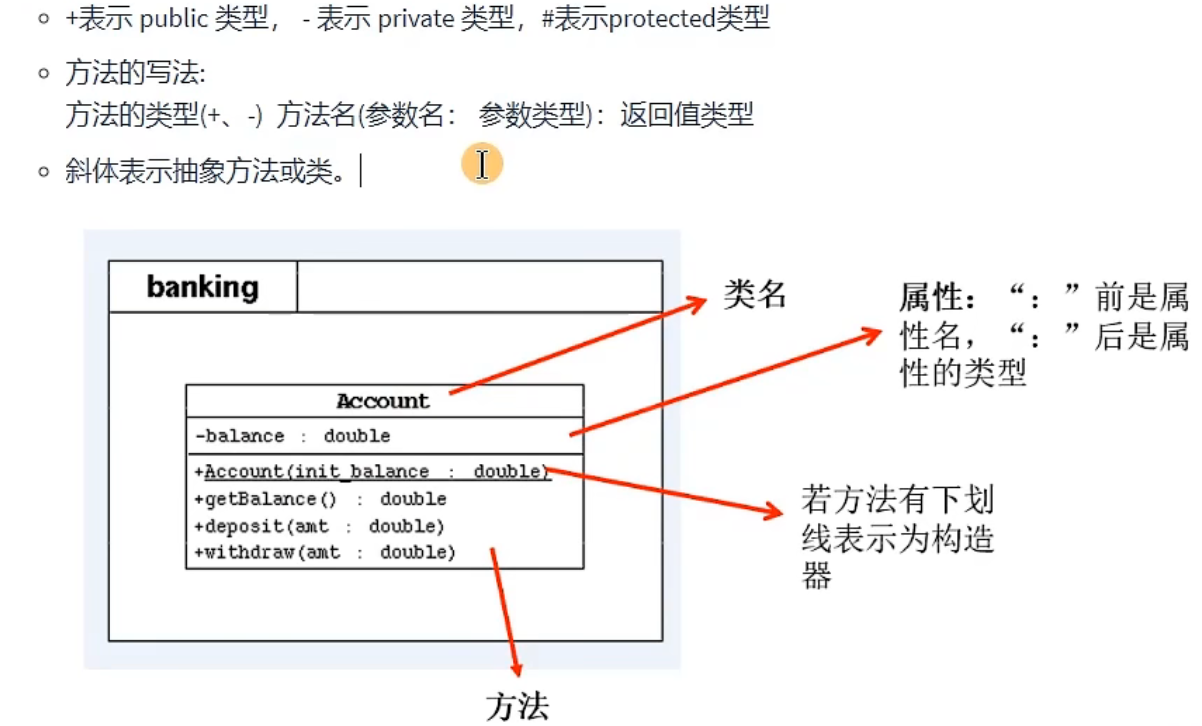 +表示 public 类型， - 表示 private 类型，#表示protected类型
方法的写法:
方法的类型(+、-) 方法名(参数名： 参数类型)：返回值类型
斜体表示抽象方法或类。
banking
类名
属性：“：”前是属
性名，“：”后是属
性的类型
Account
-balance : double
+Account(init_balance : double)
+getBalance() : double
+deposit(amt : double)
+withdraw(amt : double)
若方法有下划
线表示为构造
器
方法